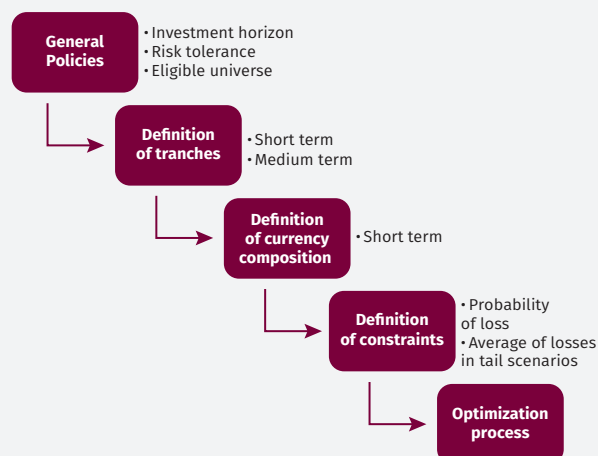 General
Policies
• Investment horizon
• Risk tolerance
• Eligible universe
Definition
of tranches
• Short term
• Medium term
Definition
of currency
composition
• Short term
Definition
of constraints
• Probability
of loss
• Average of losses
in tail scenarios
Optimization
process